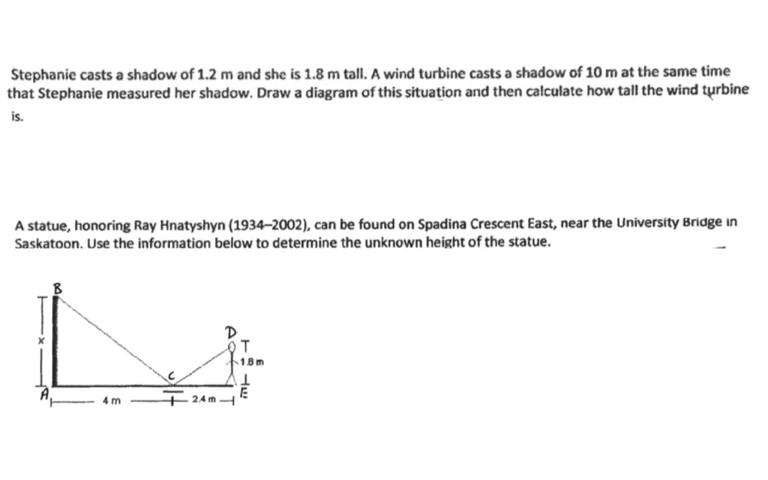 Stephanie casts a shadow of 1.2 m and she is 1.8 m tall. A wind turbine casts a shadow of 10 m at the same time
that Stephanie measured her shadow. Draw a diagram of this situation and then calculate how tall the wind turbine
is.
A statue, honoring Ray Hnatyshyn (1934–2002), can be found on Spadina Crescent East, near the University Bridge in
Saskatoon. Use the information below to determine the unknown height of the statue.
B
D
x
1.8 m
C
A
E
4 m
2.4 m